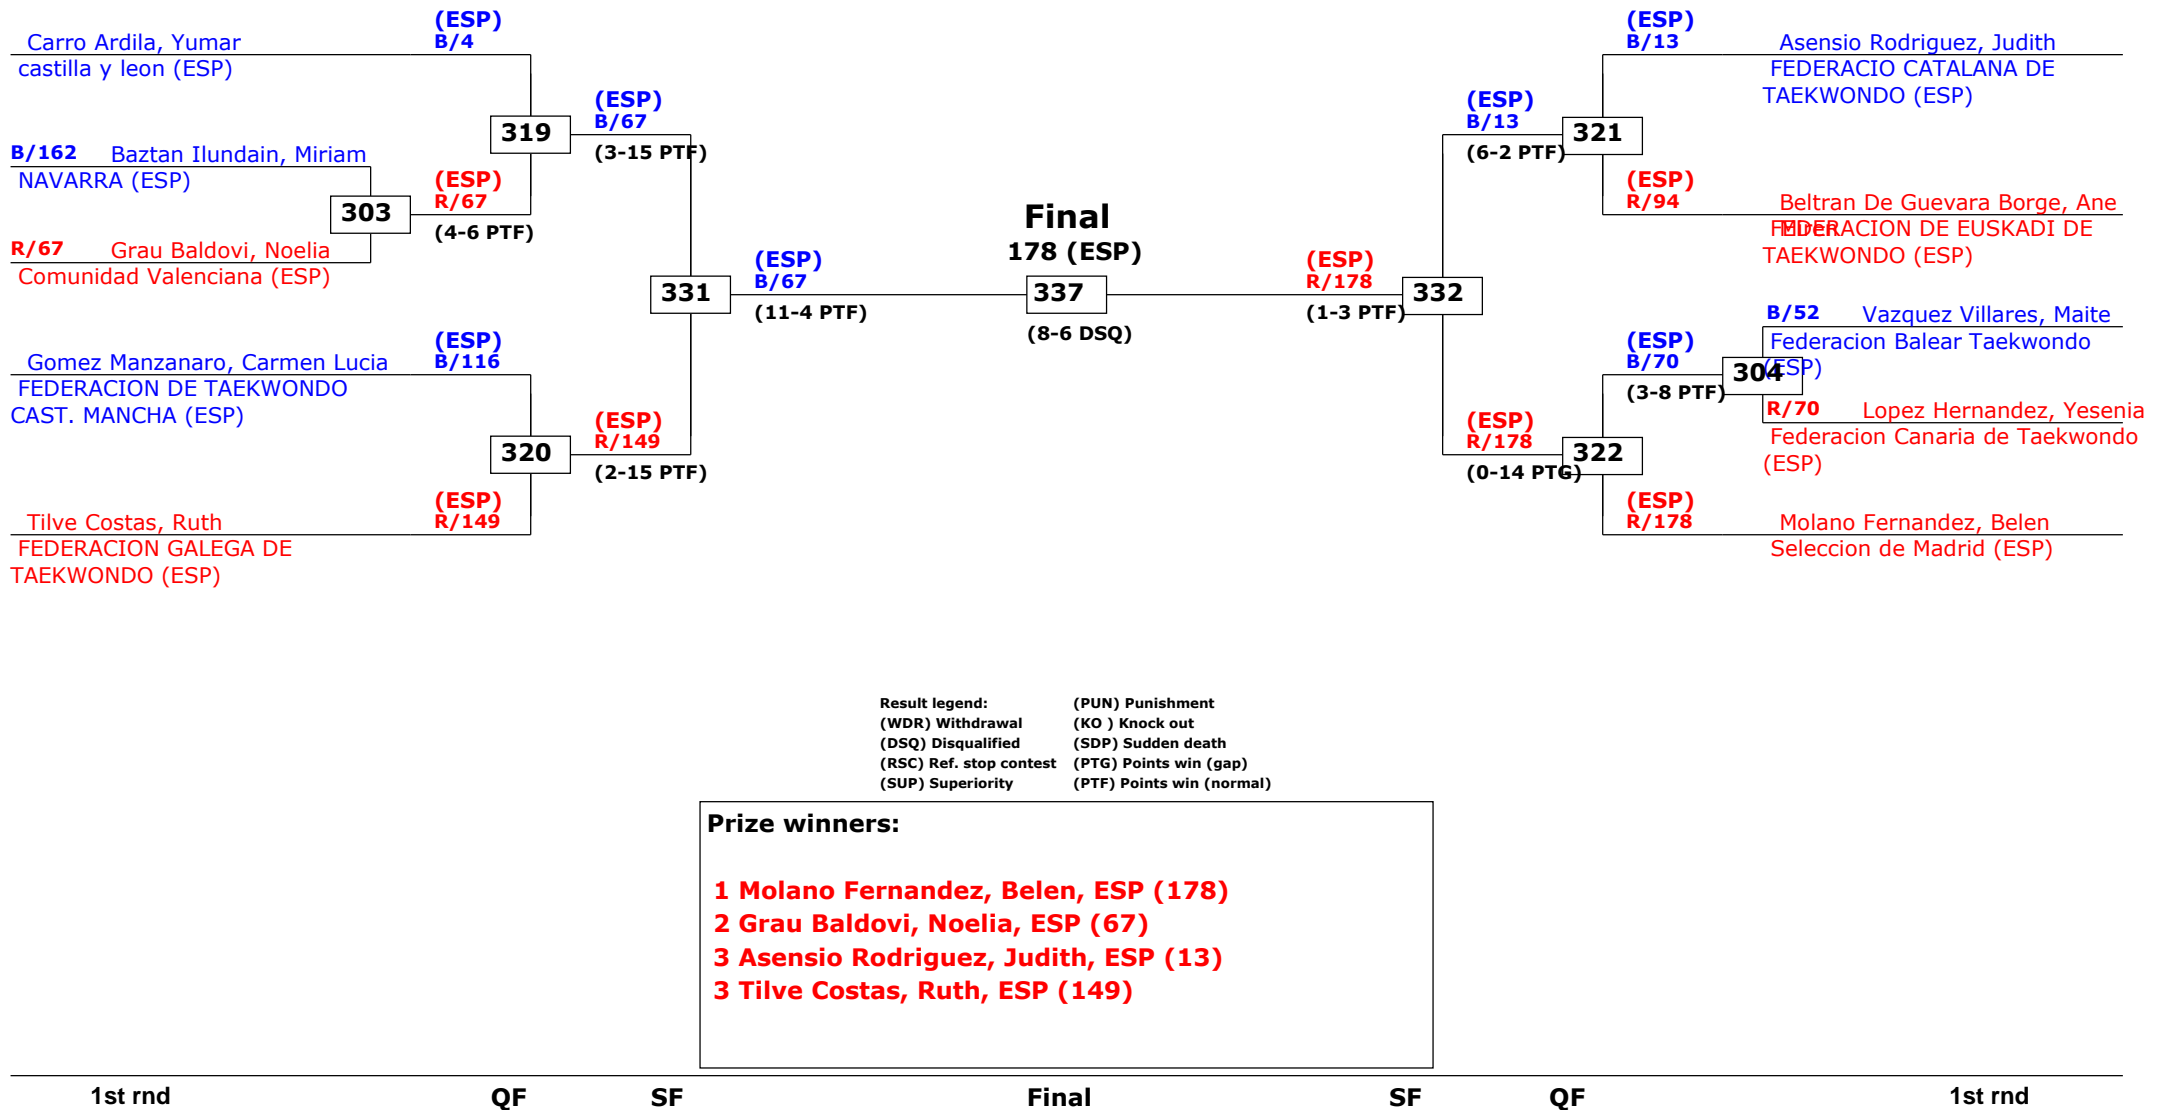 (ESP)
B/4
Carro Ardila, Yumar
castilla y leon (ESP)
(ESP)
B/67
319
(3-15 PTF)
B/162 Baztan Ilundain, Miriam
NAVARRA (ESP)
(ESP)
R/67
303
(4-6 PTF)
R/67 Grau Baldovi, Noelia
Comunidad Valenciana (ESP)
331
(ESP)
B/67
(11-4 PTF)
(ESP)
B/116
Gomez Manzanaro, Carmen Lucia
FEDERACION DE TAEKWONDO
CAST. MANCHA (ESP)
(ESP)
R/149
320
(2-15 PTF)
(ESP)
R/149
Tilve Costas, Ruth
FEDERACION GALEGA DE
TAEKWONDO (ESP)
Final
178 (ESP)
337
(8-6 DSQ)
(ESP)
B/13
Asensio Rodriguez, Judith
FEDERACIO CATALANA DE
TAEKWONDO (ESP)
(ESP)
B/13
321
(6-2 PTF)
(ESP)
R/94
Beltran De Guevara Borge, Ane
Miren
FEDERACION DE EUSKADI DE
TAEKWONDO (ESP)
(ESP)
R/178
332
(1-3 PTF)
B/52 Vazquez Villares, Maite
Federacion Balear Taekwondo
(ESP)
(ESP)
B/70
304
(3-8 PTF)
R/70 Lopez Hernandez, Yesenia
Federacion Canaria de Taekwondo
(ESP)
(ESP)
R/178
322
(0-14 PTG)
(ESP)
R/178
Molano Fernandez, Belen
Seleccion de Madrid (ESP)
Result legend: (PUN) Punishment
(WDR) Withdrawal (KO ) Knock out
(DSQ) Disqualified (SDP) Sudden death
(RSC) Ref. stop contest (PTG) Points win (gap)
(SUP) Superiority (PTF) Points win (normal)
Prize winners:
1 Molano Fernandez, Belen, ESP (178)
2 Grau Baldovi, Noelia, ESP (67)
3 Asensio Rodriguez, Judith, ESP (13)
3 Tilve Costas, Ruth, ESP (149)
1st rnd QF SF Final SF QF 1st rnd